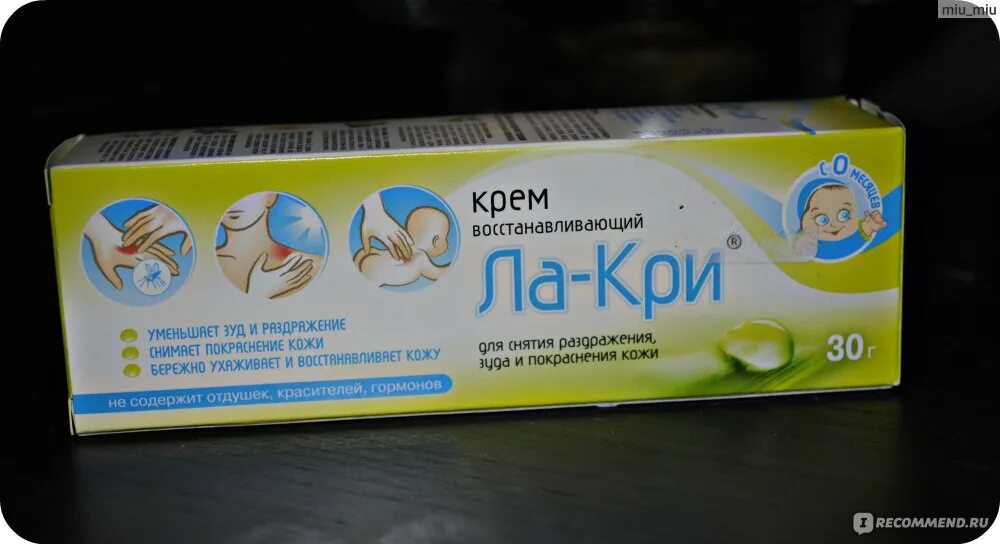 miu_miu
с 0 месяцев
крем
восстанавливающий
Ла-Кри®
для снятия раздражения,
зуда и покраснения кожи
30 г
уменьшает зуд и раздражение
снимает покраснение кожи
бережно ухаживает и восстанавливает кожу
не содержит отдушек, красителей, гормонов
IRECOMMEND.RU